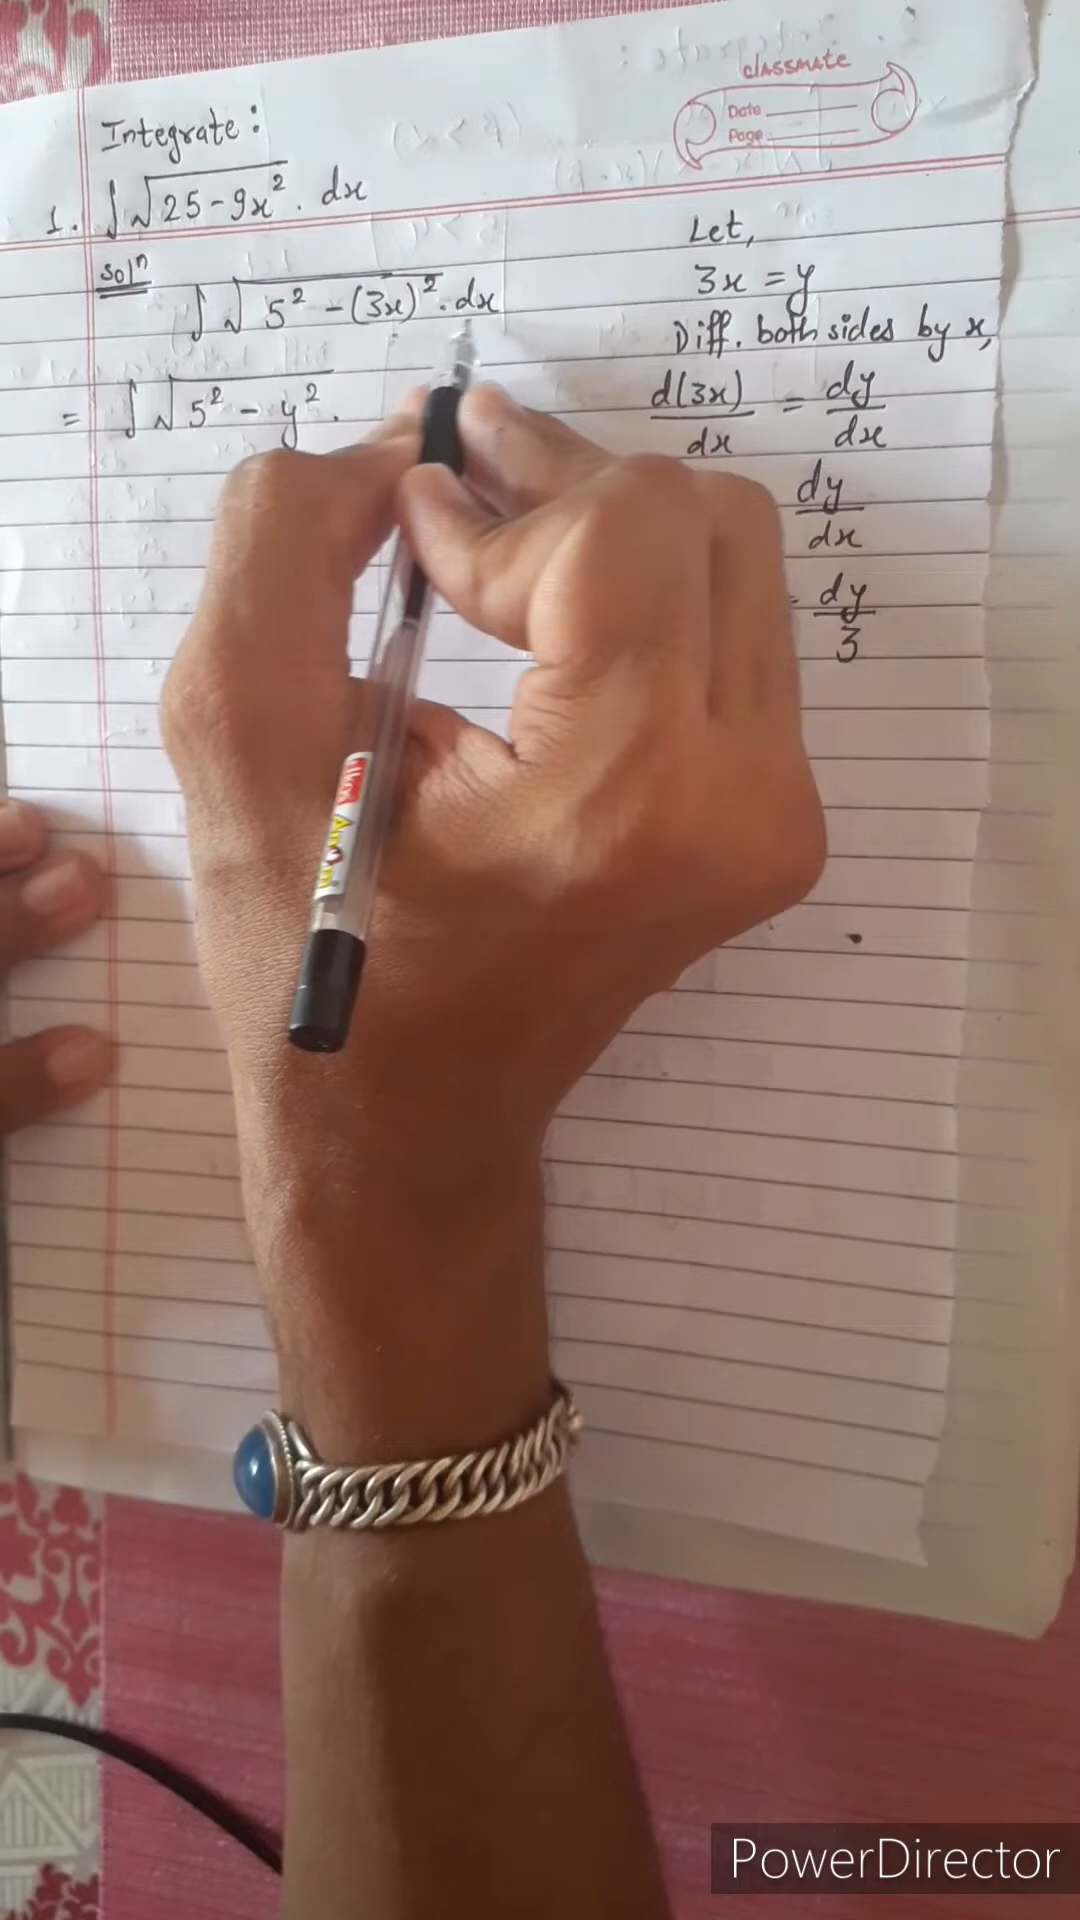 classmate
Date
Page
Integrate:
1. ∫√25-9x². dx
Solⁿ
∫√5² - (3x)² . dx
= ∫√5² - y² .
Let,
3x = y
Diff. both sides by x,
d(3x)/dx = dy/dx
dy/dx
= dy/3
PowerDirector